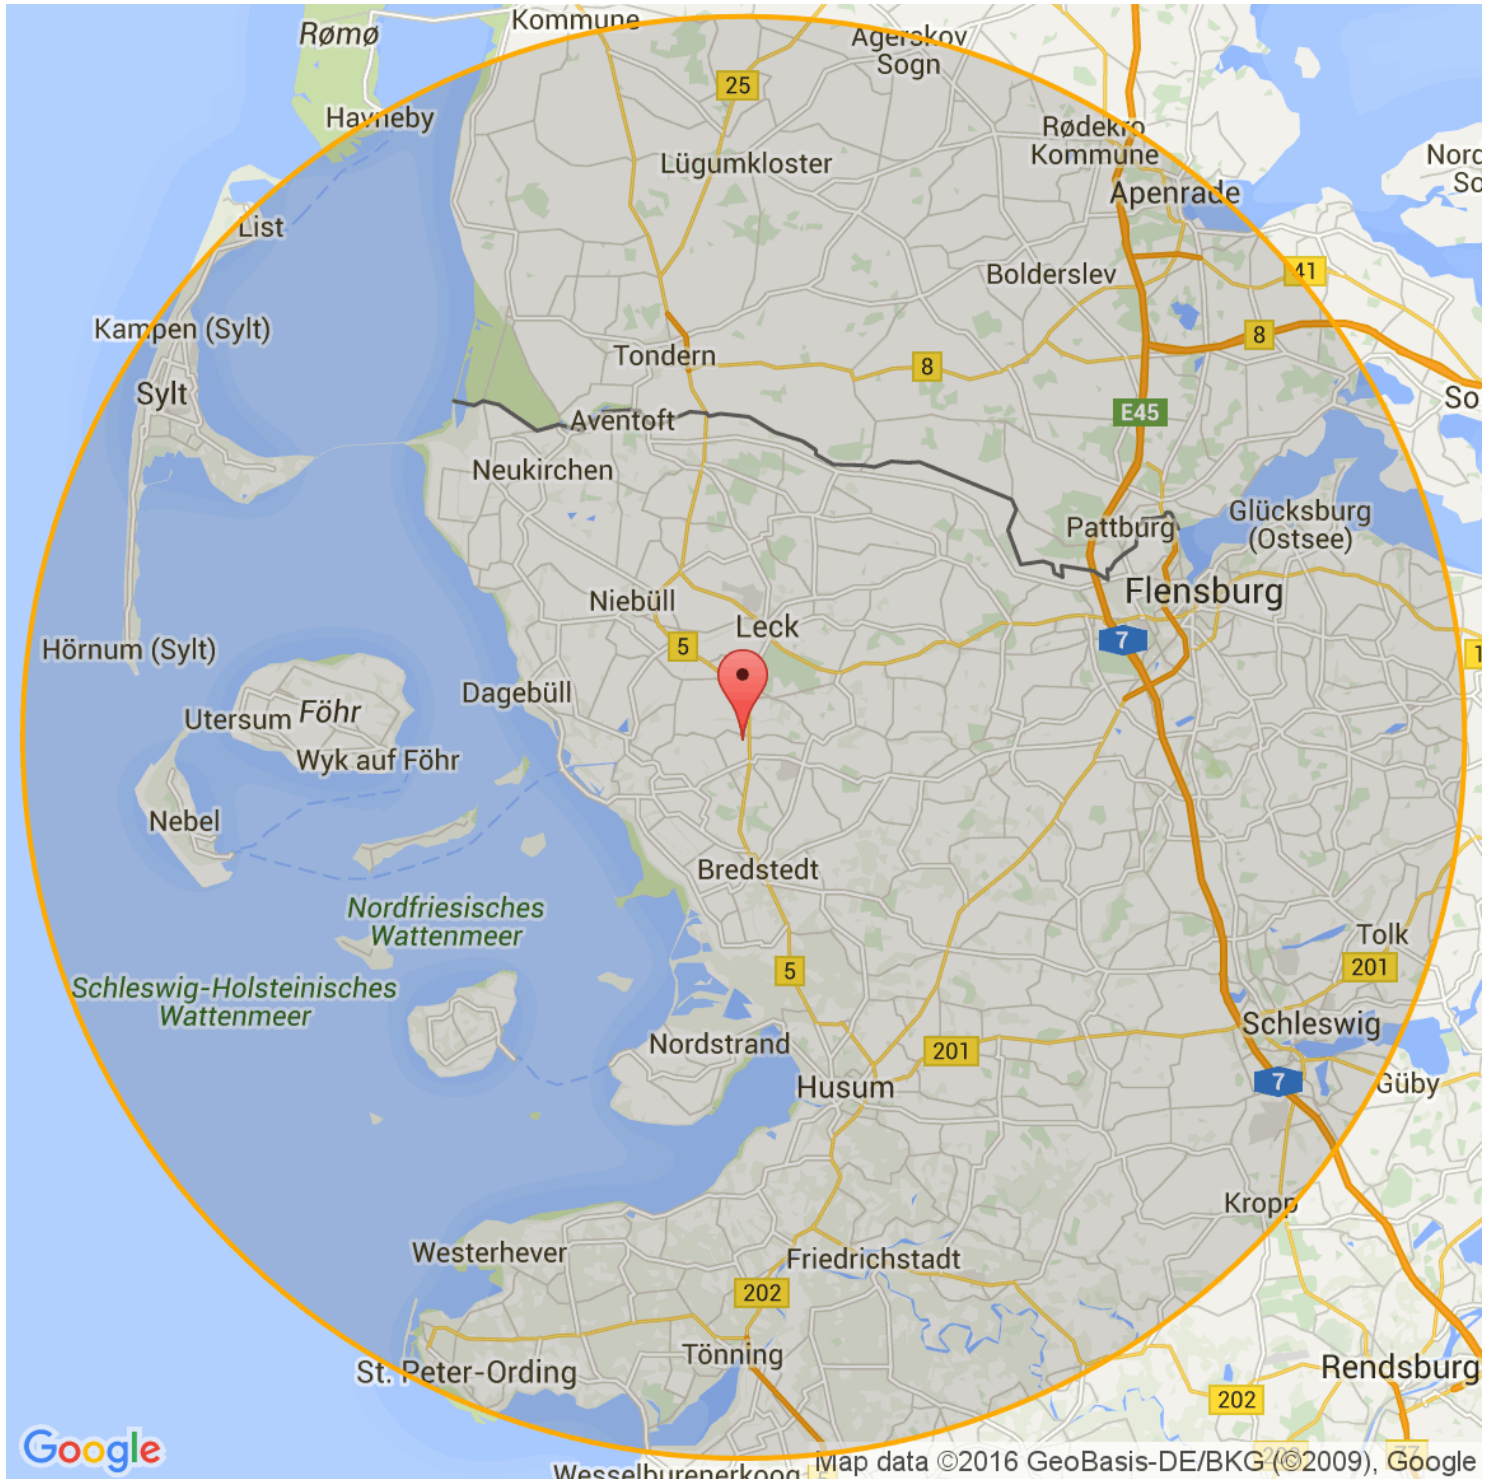 Kommune
Rømø
Agerskov
Sogn
25
Havneby
Rødekro
Kommune
Lügumkloster
Apenrade
List
Bolderslev
41
Kampen (Sylt)
8
Tondern
8
Sylt
E45
Aventoft
Neukirchen
Glücksburg
(Ostsee)
Pattburg
Flensburg
Niebüll
Leck
7
5
Hörnum (Sylt)
Dagebüll
Utersum
Föhr
Wyk auf Föhr
Nebel
Bredstedt
Nordfriesisches
Wattenmeer
Tolk
201
5
Schleswig-Holsteinisches
Wattenmeer
Schleswig
Nordstrand
201
7
Güby
Husum
Kropp
Westerhever
Friedrichstadt
202
Tönning
St. Peter-Ording
Rendsburg
202
Google
Map data ©2016 GeoBasis-DE/BKG (©2009), Google
Wesselburenerkoog